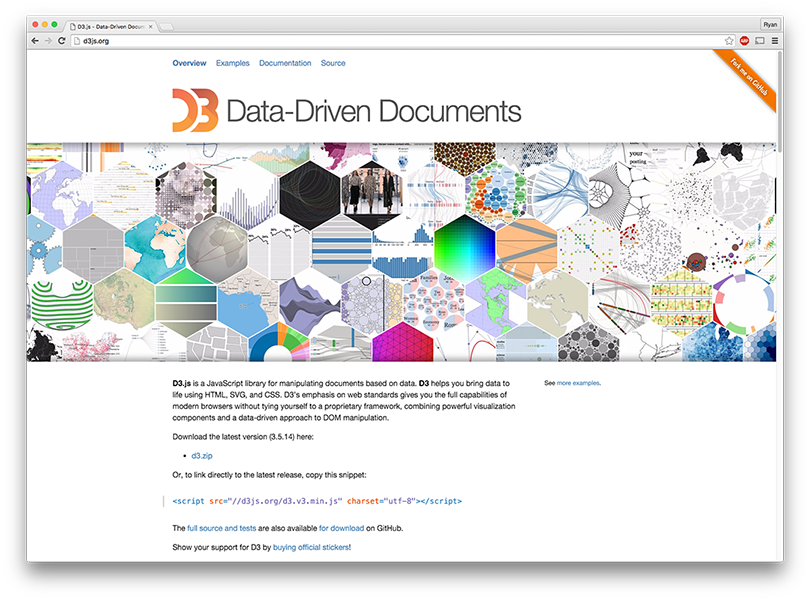 D3.js - Data-Driven Docum
Ryan
d3js.org
Overview Examples Documentation Source
Fork me on GitHub
D3 Data-Driven Documents
your
posting
Families
D3.js is a JavaScript library for manipulating documents based on data. D3 helps you bring data to
life using HTML, SVG, and CSS. D3's emphasis on web standards gives you the full capabilities of
modern browsers without tying yourself to a proprietary framework, combining powerful visualization
components and a data-driven approach to DOM manipulation.
See more examples.
Download the latest version (3.5.14) here:
• d3.zip
Or, to link directly to the latest release, copy this snippet:
<script src="//d3js.org/d3.v3.min.js" charset="utf-8"></script>
The full source and tests are also available for download on GitHub.
Show your support for D3 by buying official stickers!